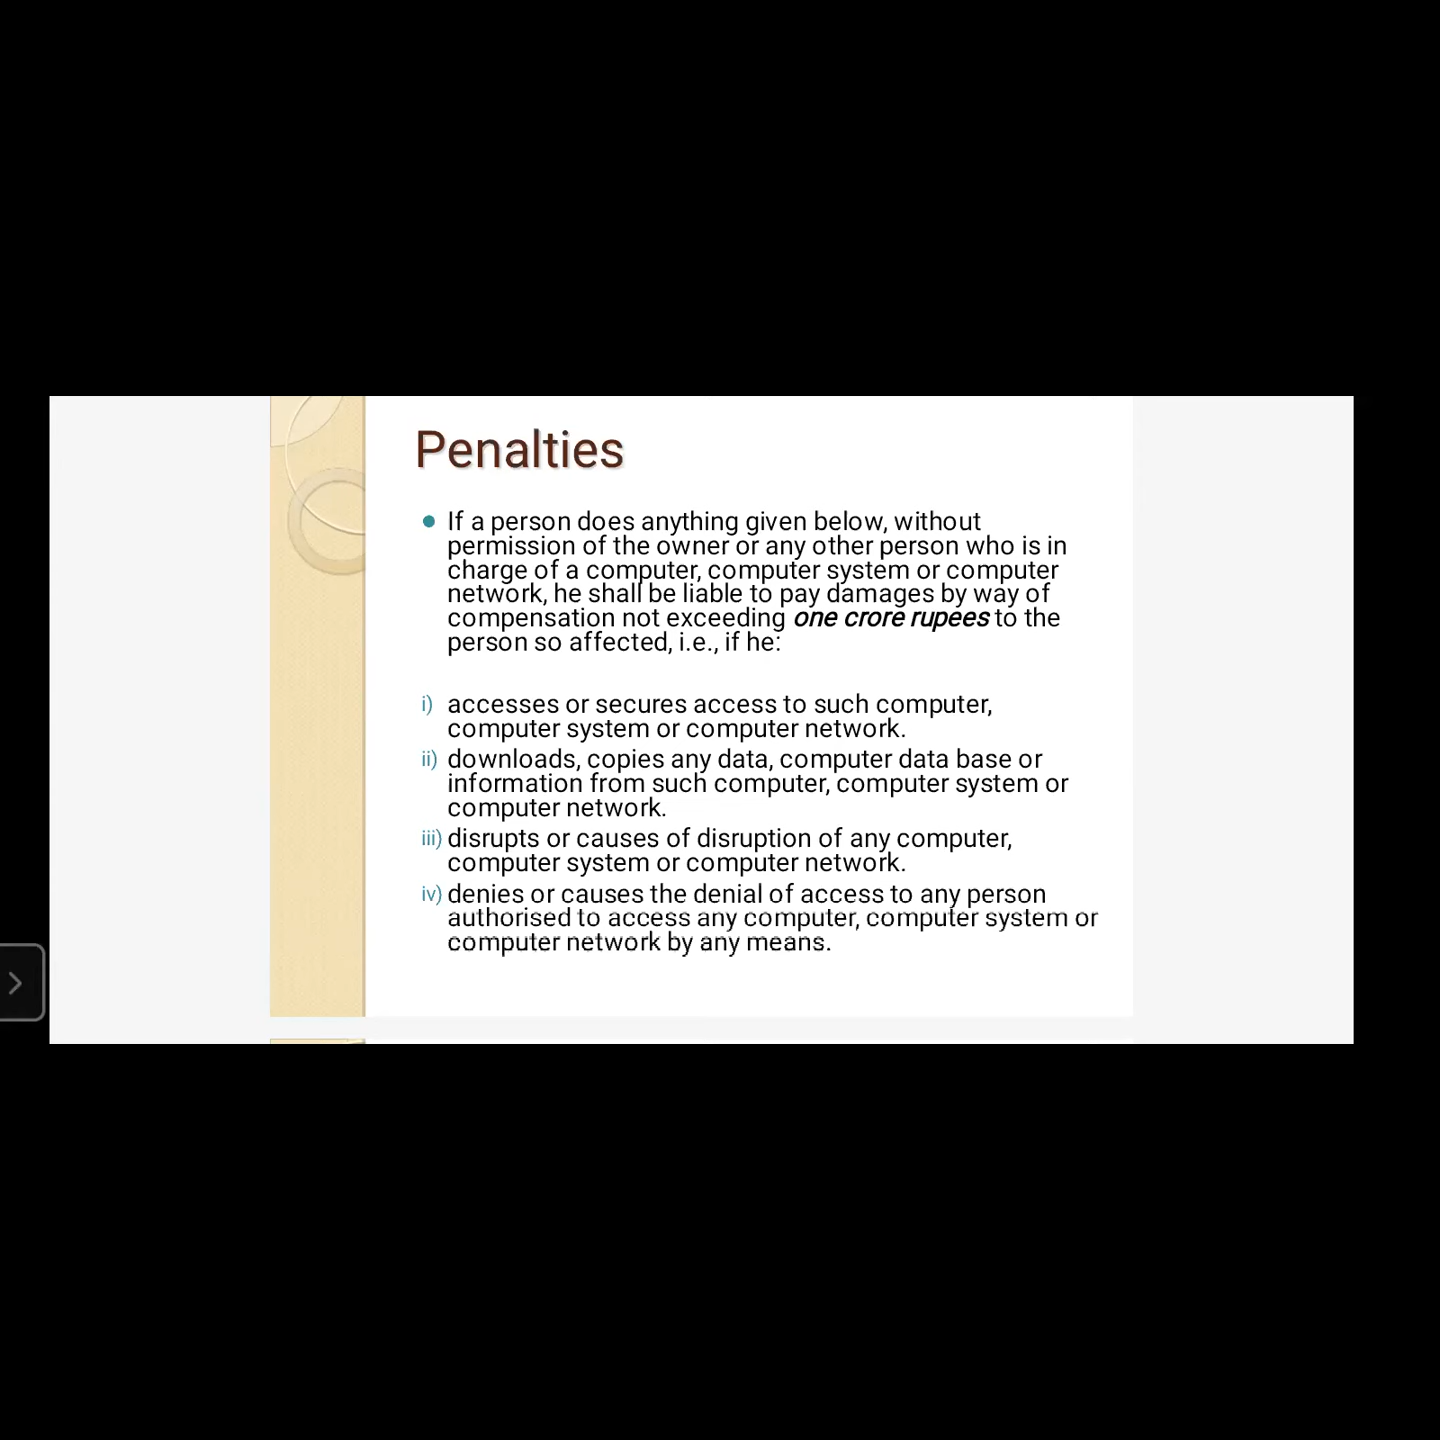 Penalties
If a person does anything given below, without
permission of the owner or any other person who is in
charge of a computer, computer system or computer
network, he shall be liable to pay damages by way of
compensation not exceeding one crore rupees to the
person so affected, i.e., if he:
i) accesses or secures access to such computer,
computer system or computer network.
ii) downloads, copies any data, computer data base or
information from such computer, computer system or
computer network.
iii) disrupts or causes of disruption of any computer,
computer system or computer network.
iv) denies or causes the denial of access to any person
authorised to access any computer, computer system or
computer network by any means.